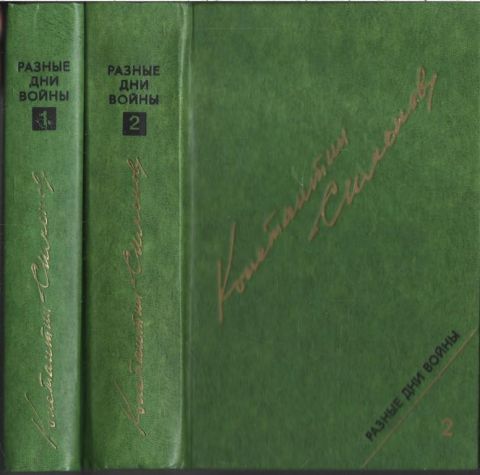 РАЗНЫЕ
ДНИ
ВОЙНЫ
1
Константин Симонов
РАЗНЫЕ
ДНИ
ВОЙНЫ
2
Константин Симонов
Константин
Симонов
РАЗНЫЕ ДНИ ВОЙНЫ
2